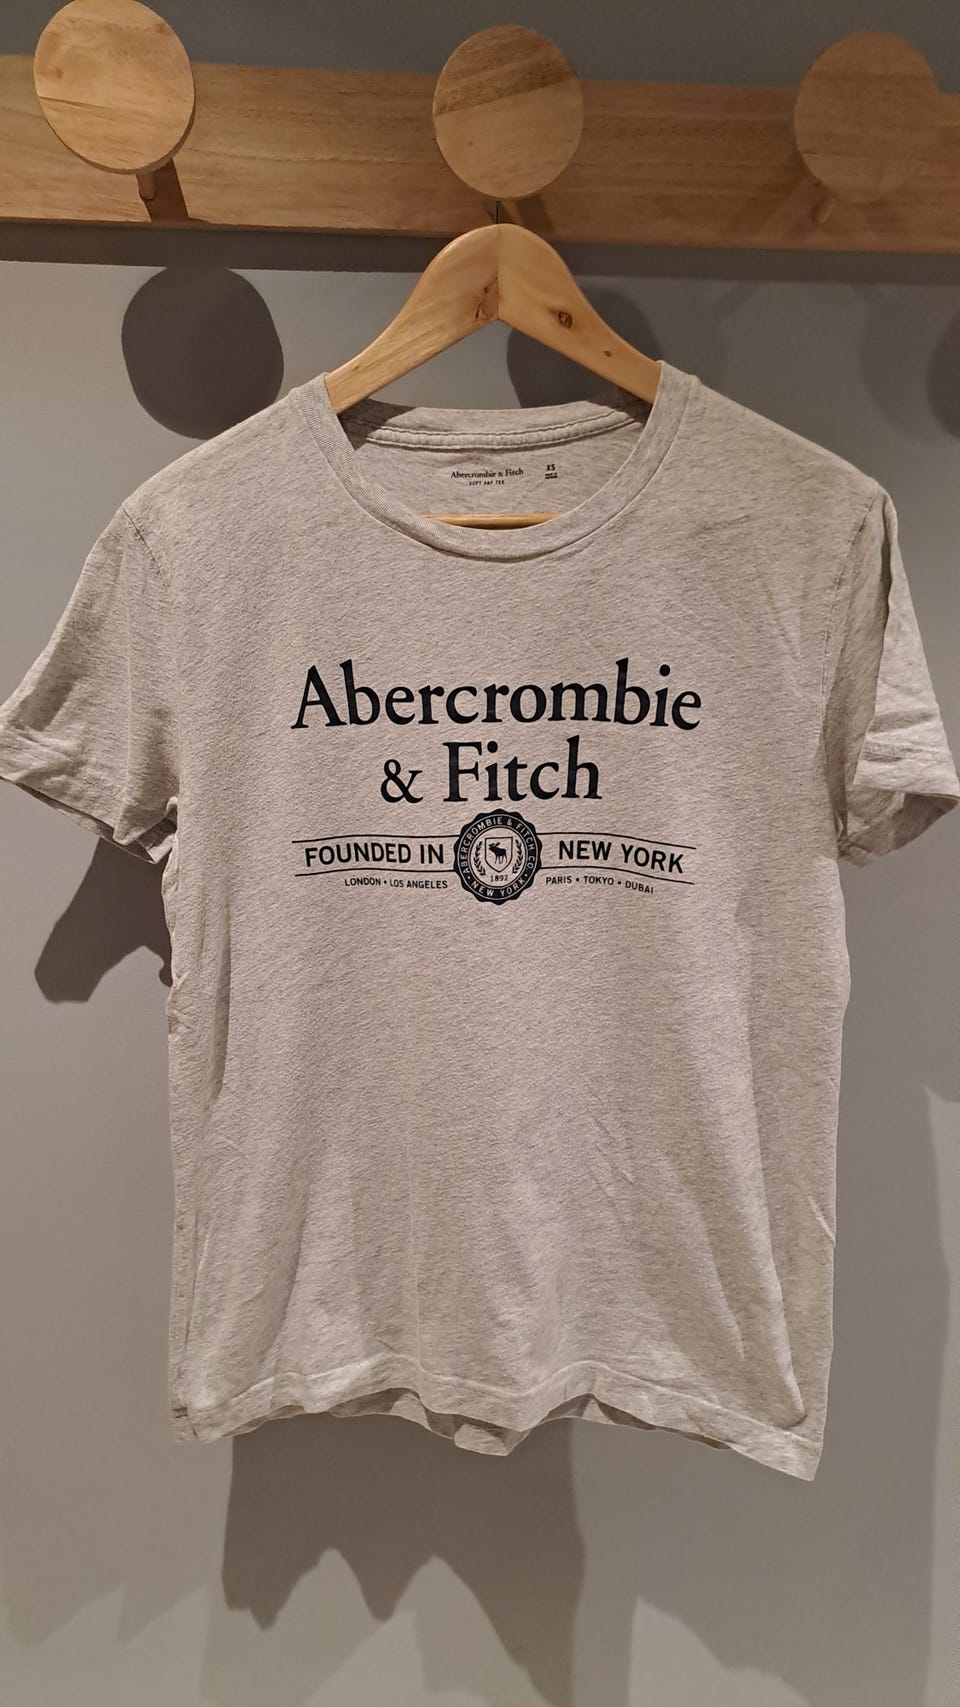 Abercrombie & Fitch XS
SOFT A&F TEE
Abercrombie
& Fitch
FOUNDED IN NEW YORK
LONDON • LOS ANGELES PARIS • TOKYO • DUBAI
ABERCROMBIE & FITCH CO.
1892
NEW YORK